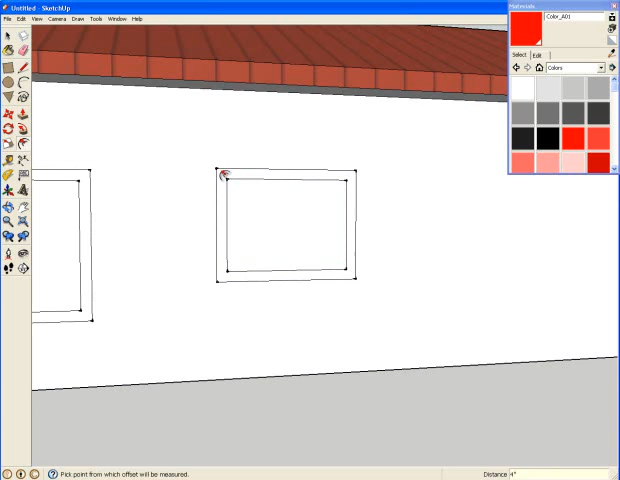 Untitled - SketchUp
File Edit View Camera Draw Tools Window Help
Materials
Color_A01
Select Edit
Colors
Pick point from which offset will be measured.
Distance 4"